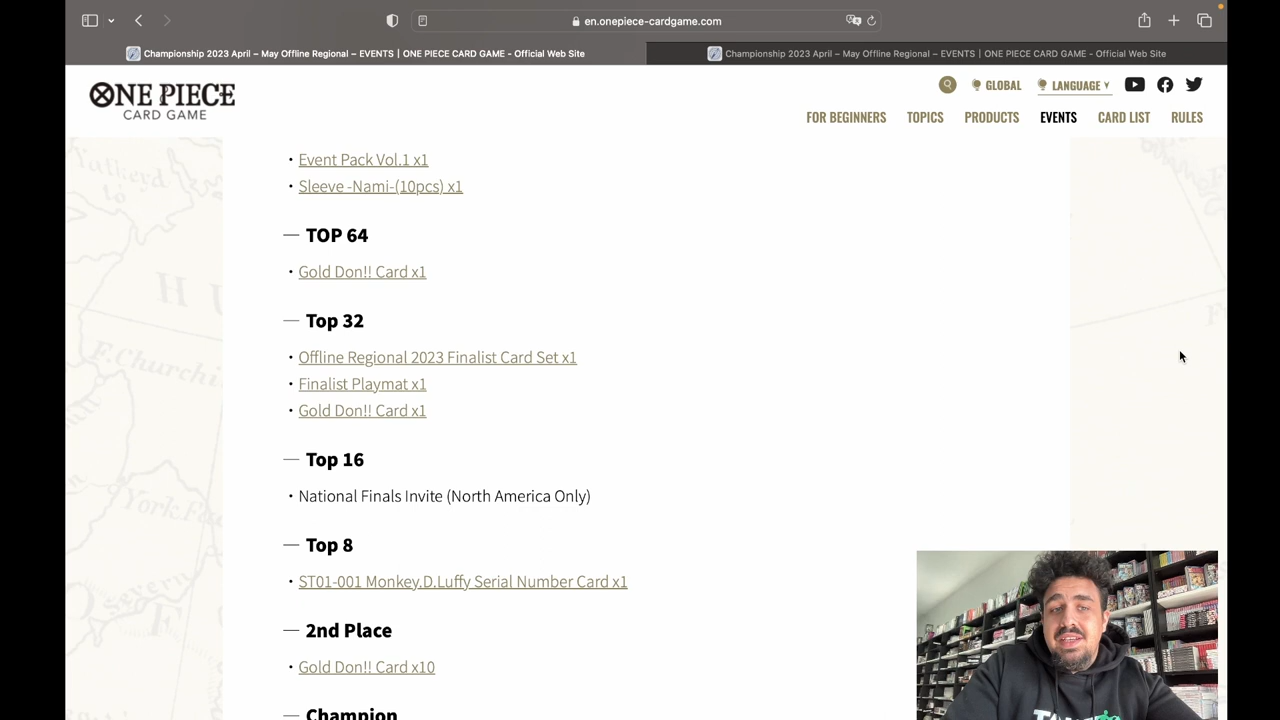 en.onepiece-cardgame.com
Championship 2023 April – May Offline Regional – EVENTS | ONE PIECE CARD GAME - Official Web Site
Championship 2023 April – May Offline Regional – EVENTS | ONE PIECE CARD GAME - Official Web Site
ONE PIECE
CARD GAME
GLOBAL
LANGUAGE
FOR BEGINNERS
TOPICS
PRODUCTS
EVENTS
CARD LIST
RULES
• Event Pack Vol.1 x1
• Sleeve -Nami-(10pcs) x1
— TOP 64
• Gold Don!! Card x1
— Top 32
• Offline Regional 2023 Finalist Card Set x1
• Finalist Playmat x1
• Gold Don!! Card x1
— Top 16
• National Finals Invite (North America Only)
— Top 8
• ST01-001 Monkey.D.Luffy Serial Number Card x1
— 2nd Place
• Gold Don!! Card x10
— Champion